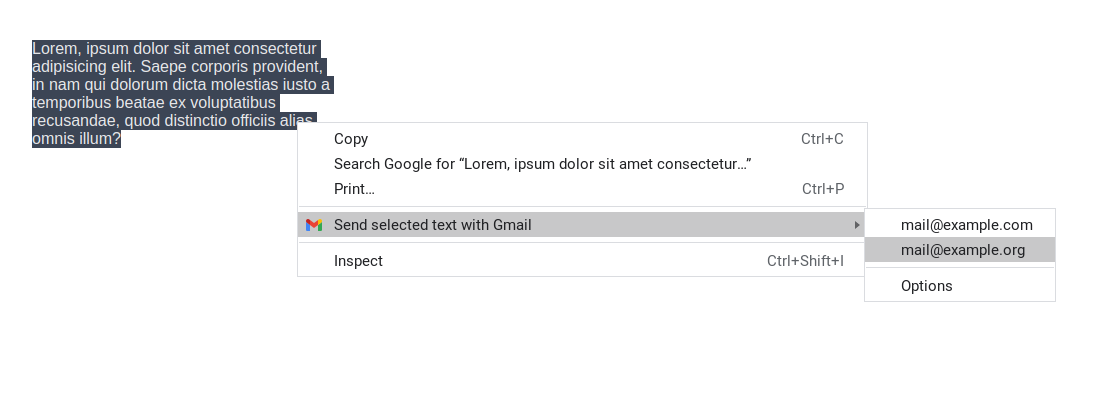 Lorem, ipsum dolor sit amet consectetur
adipisicing elit. Saepe corporis provident,
in nam qui dolorum dicta molestias iusto a
temporibus beatae ex voluptatibus
recusandae, quod distinctio officiis alias
omnis illum?
Copy Ctrl+C
Search Google for “Lorem, ipsum dolor sit amet consectetur…”
Print… Ctrl+P
Send selected text with Gmail
mail@example.com
mail@example.org
Inspect Ctrl+Shift+I
Options